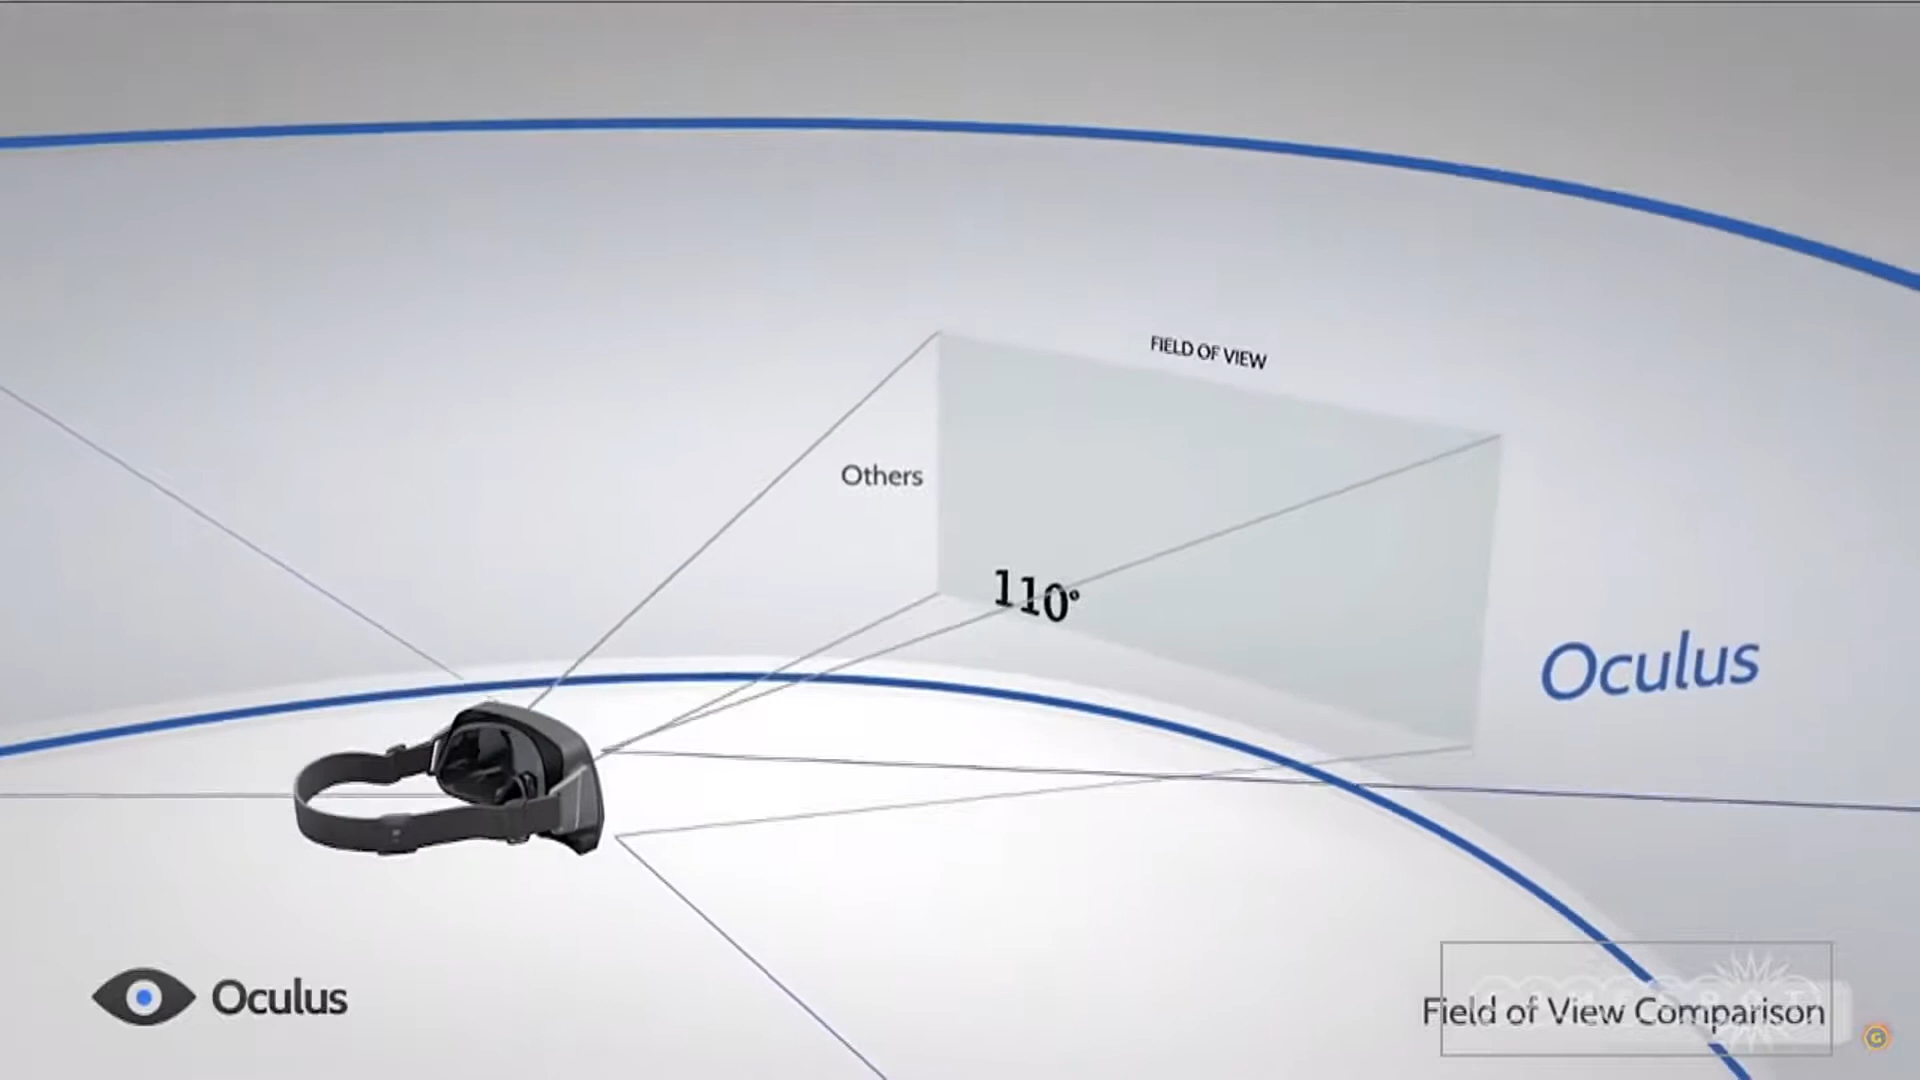 FIELD OF VIEW
Others
110°
Oculus
Oculus
Field of View Comparison
G